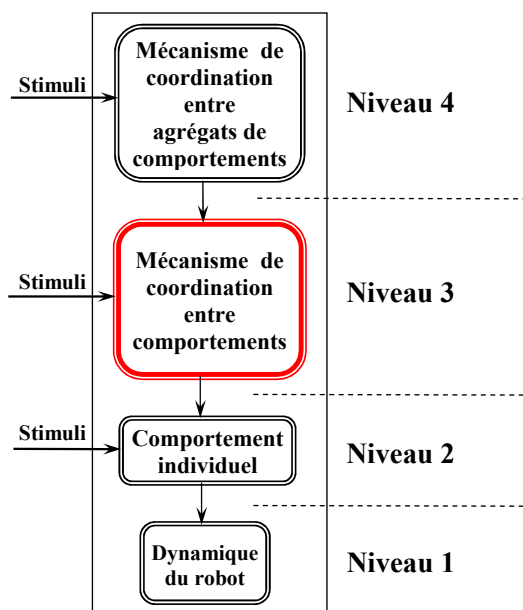 Mécanisme de
coordination
entre
agrégats de
comportements
Stimuli
Niveau 4
Mécanisme de
coordination
entre
comportements
Stimuli
Niveau 3
Comportement
individuel
Stimuli
Niveau 2
Dynamique
du robot
Niveau 1